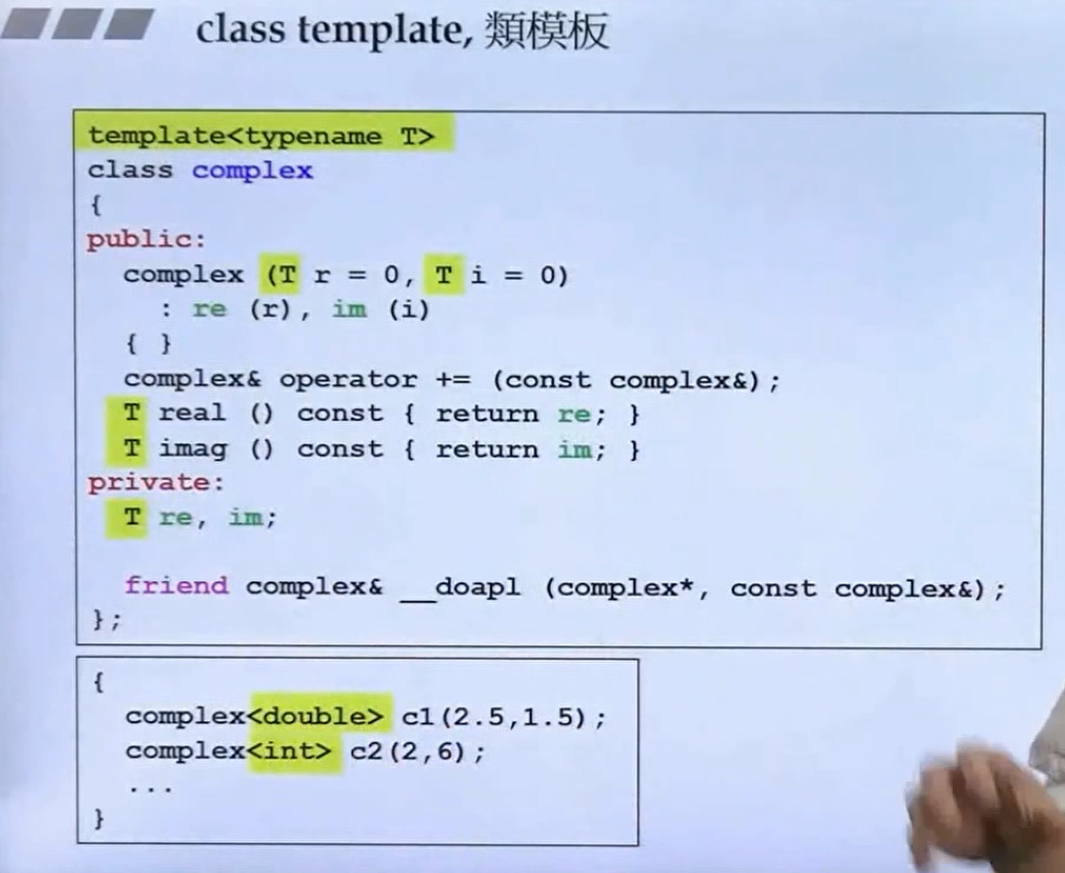 class template, 類模板
template<typename T>
class complex
{
public:
complex (T r = 0, T i = 0)
: re (r), im (i)
{ }
complex& operator += (const complex&);
T real () const { return re; }
T imag () const { return im; }
private:
T re, im;
friend complex& __doapl (complex*, const complex&);
};
{
complex<double> c1(2.5,1.5);
complex<int> c2(2,6);
...
}